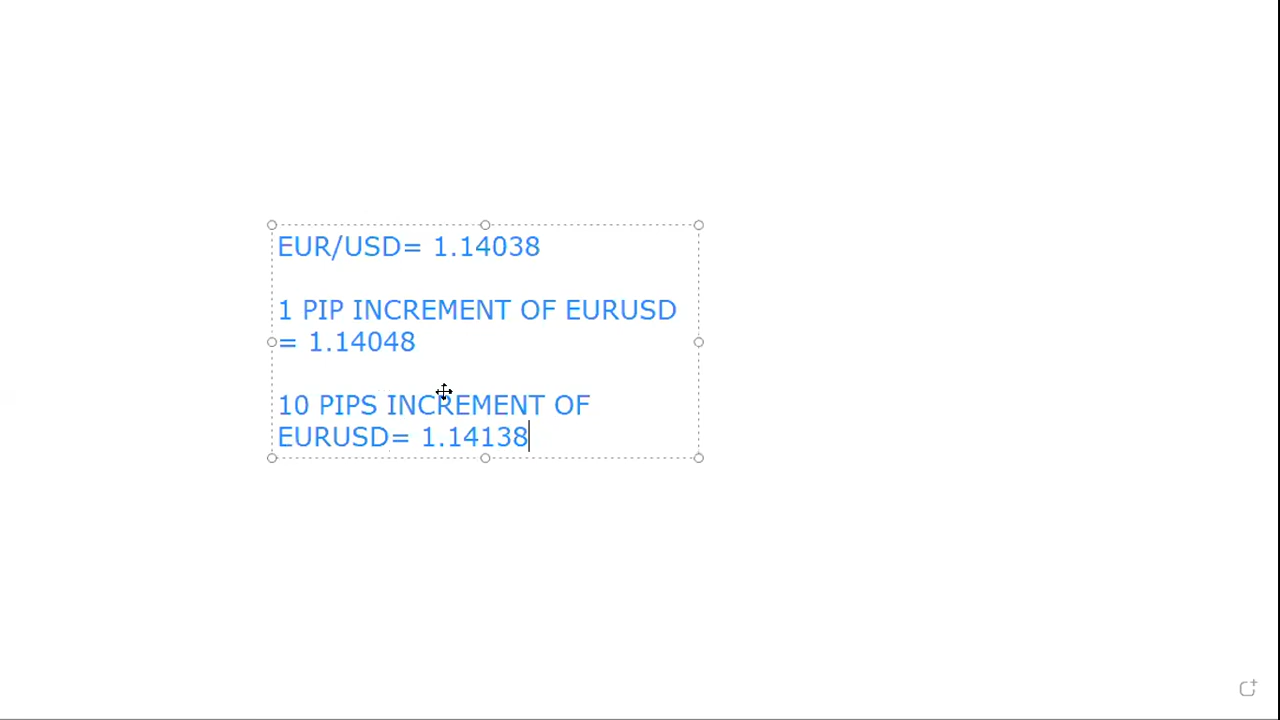 EUR/USD= 1.14038
1 PIP INCREMENT OF EURUSD
= 1.14048
10 PIPS INCREMENT OF
EURUSD= 1.14138